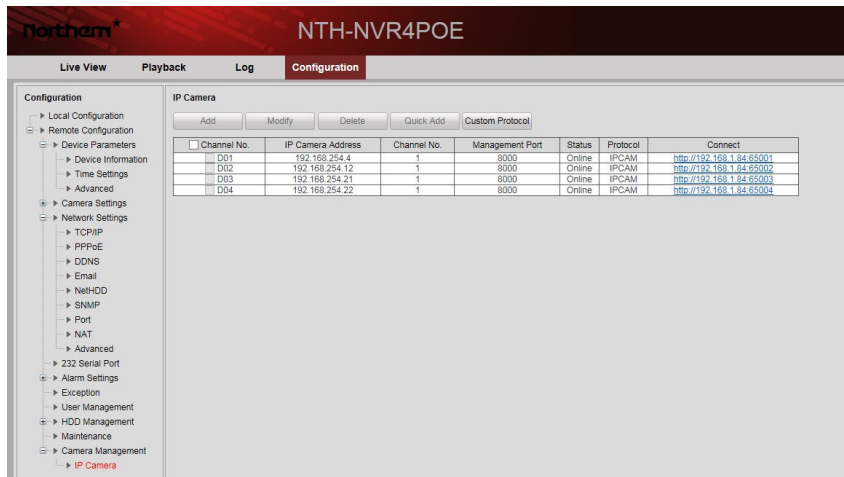 Northern
NTH-NVR4POE
Live View Playback Log Configuration
Configuration
Local Configuration
Remote Configuration
Device Parameters
Device Information
Time Settings
Advanced
Camera Settings
Network Settings
TCP/IP
PPPoE
DDNS
Email
NetHDD
SNMP
Port
NAT
Advanced
232 Serial Port
Alarm Settings
Exception
User Management
HDD Management
Maintenance
Camera Management
IP Camera
IP Camera
Add Modify Delete Quick Add Custom Protocol
Channel No. IP Camera Address Channel No. Management Port Status Protocol Connect
D01 192.168.254.4 1 8000 Online IPCAM http://192.168.1.84:65001
D02 192.168.254.12 1 8000 Online IPCAM http://192.168.1.84:65002
D03 192.168.254.21 1 8000 Online IPCAM http://192.168.1.84:65003
D04 192.168.254.22 1 8000 Online IPCAM http://192.168.1.84:65004